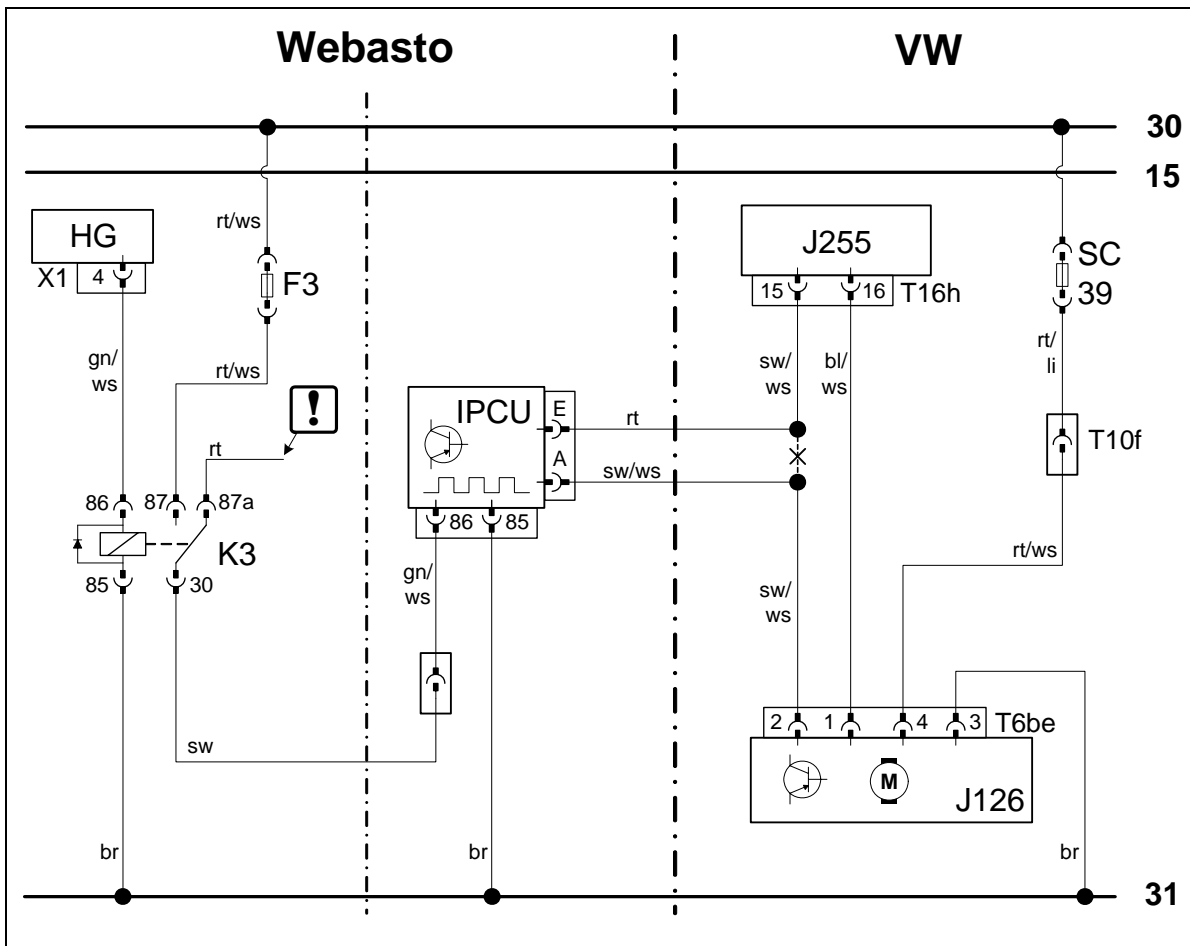 Webasto
VW
30
15
HG
X1
4
rt/ws
F3
rt/ws
gn/
ws
!
rt
86
87
87a
K3
85
30
sw
br
IPCU
E
A
rt
sw/ws
86
85
gn/
ws
br
J255
15
16
T16h
sw/
ws
bl/
ws
SC
39
rt/
li
T10f
rt/ws
sw/
ws
2
1
4
3
T6be
M
J126
br
31